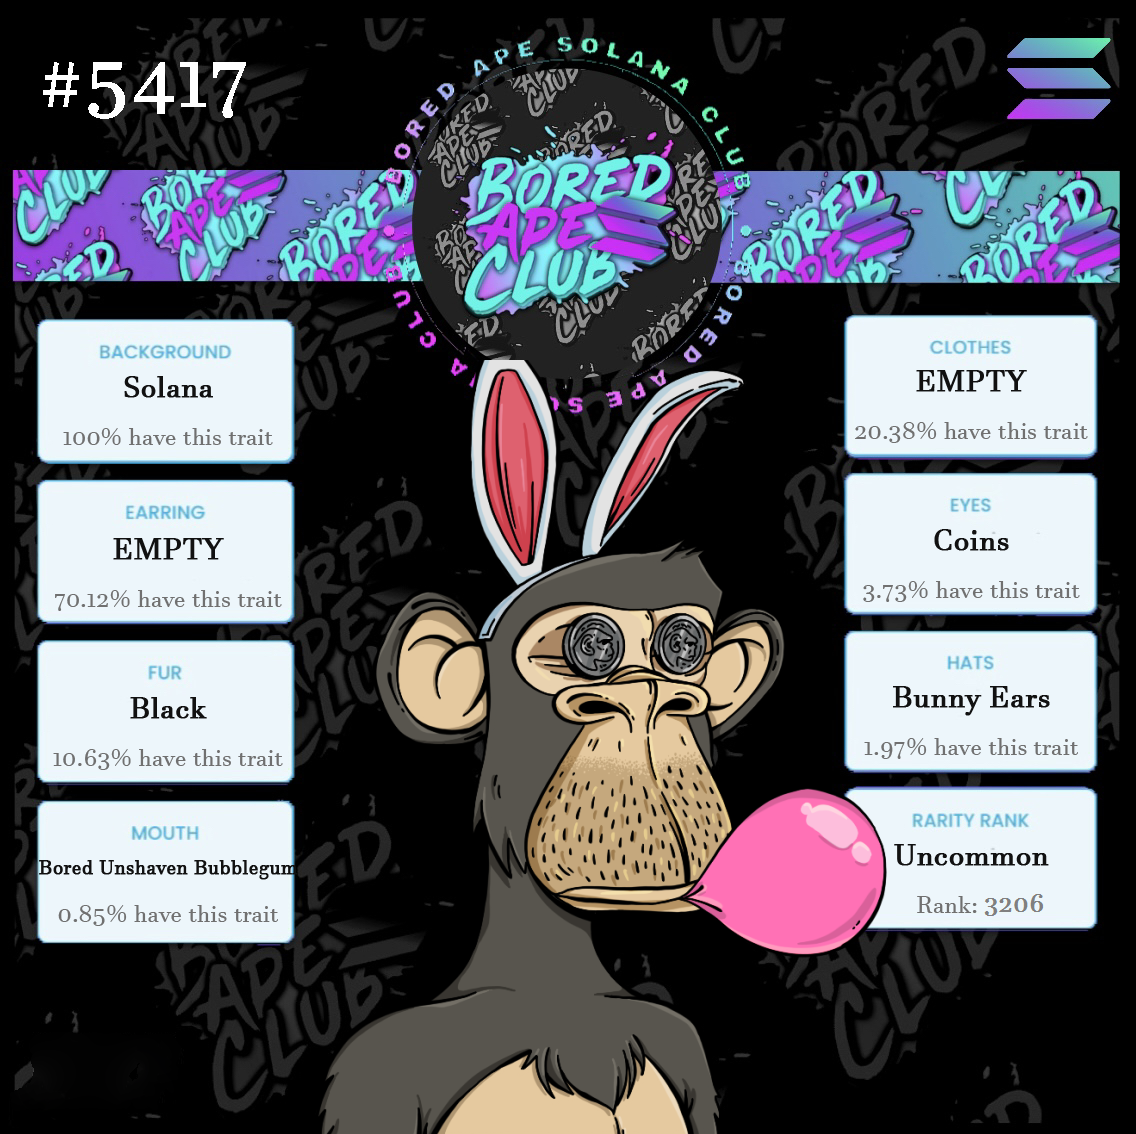 #5417
BORED APE SOLANA CLUB
BORED
APE
CLUB
BACKGROUND
Solana
100% have this trait
EARRING
EMPTY
70.12% have this trait
FUR
Black
10.63% have this trait
MOUTH
Bored Unshaven Bubblegum
0.85% have this trait
CLOTHES
EMPTY
20.38% have this trait
EYES
Coins
3.73% have this trait
HATS
Bunny Ears
1.97% have this trait
RARITY RANK
Uncommon
Rank: 3206